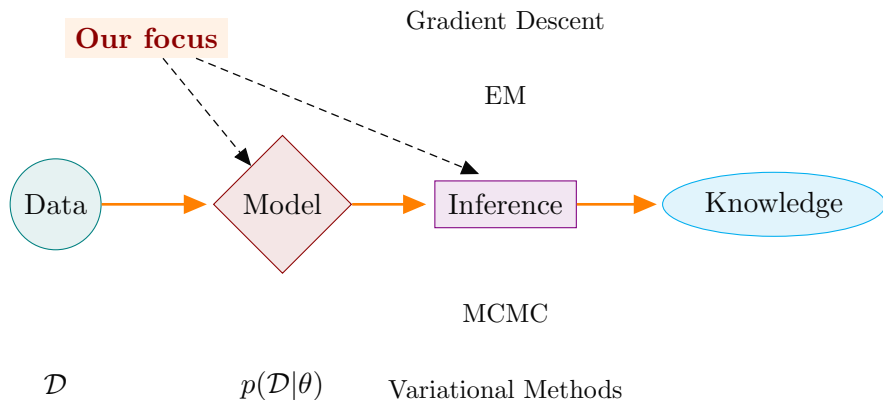 Gradient Descent
Our focus
EM
Data
Model
Inference
Knowledge
MCMC
𝒟
p(𝒟|θ)
Variational Methods